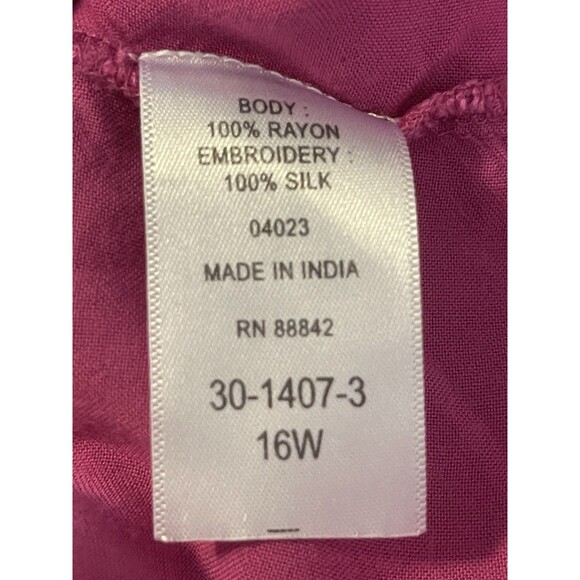 BODY :
100% RAYON
EMBROIDERY :
100% SILK
04023
MADE IN INDIA
RN 88842
30-1407-3
16W